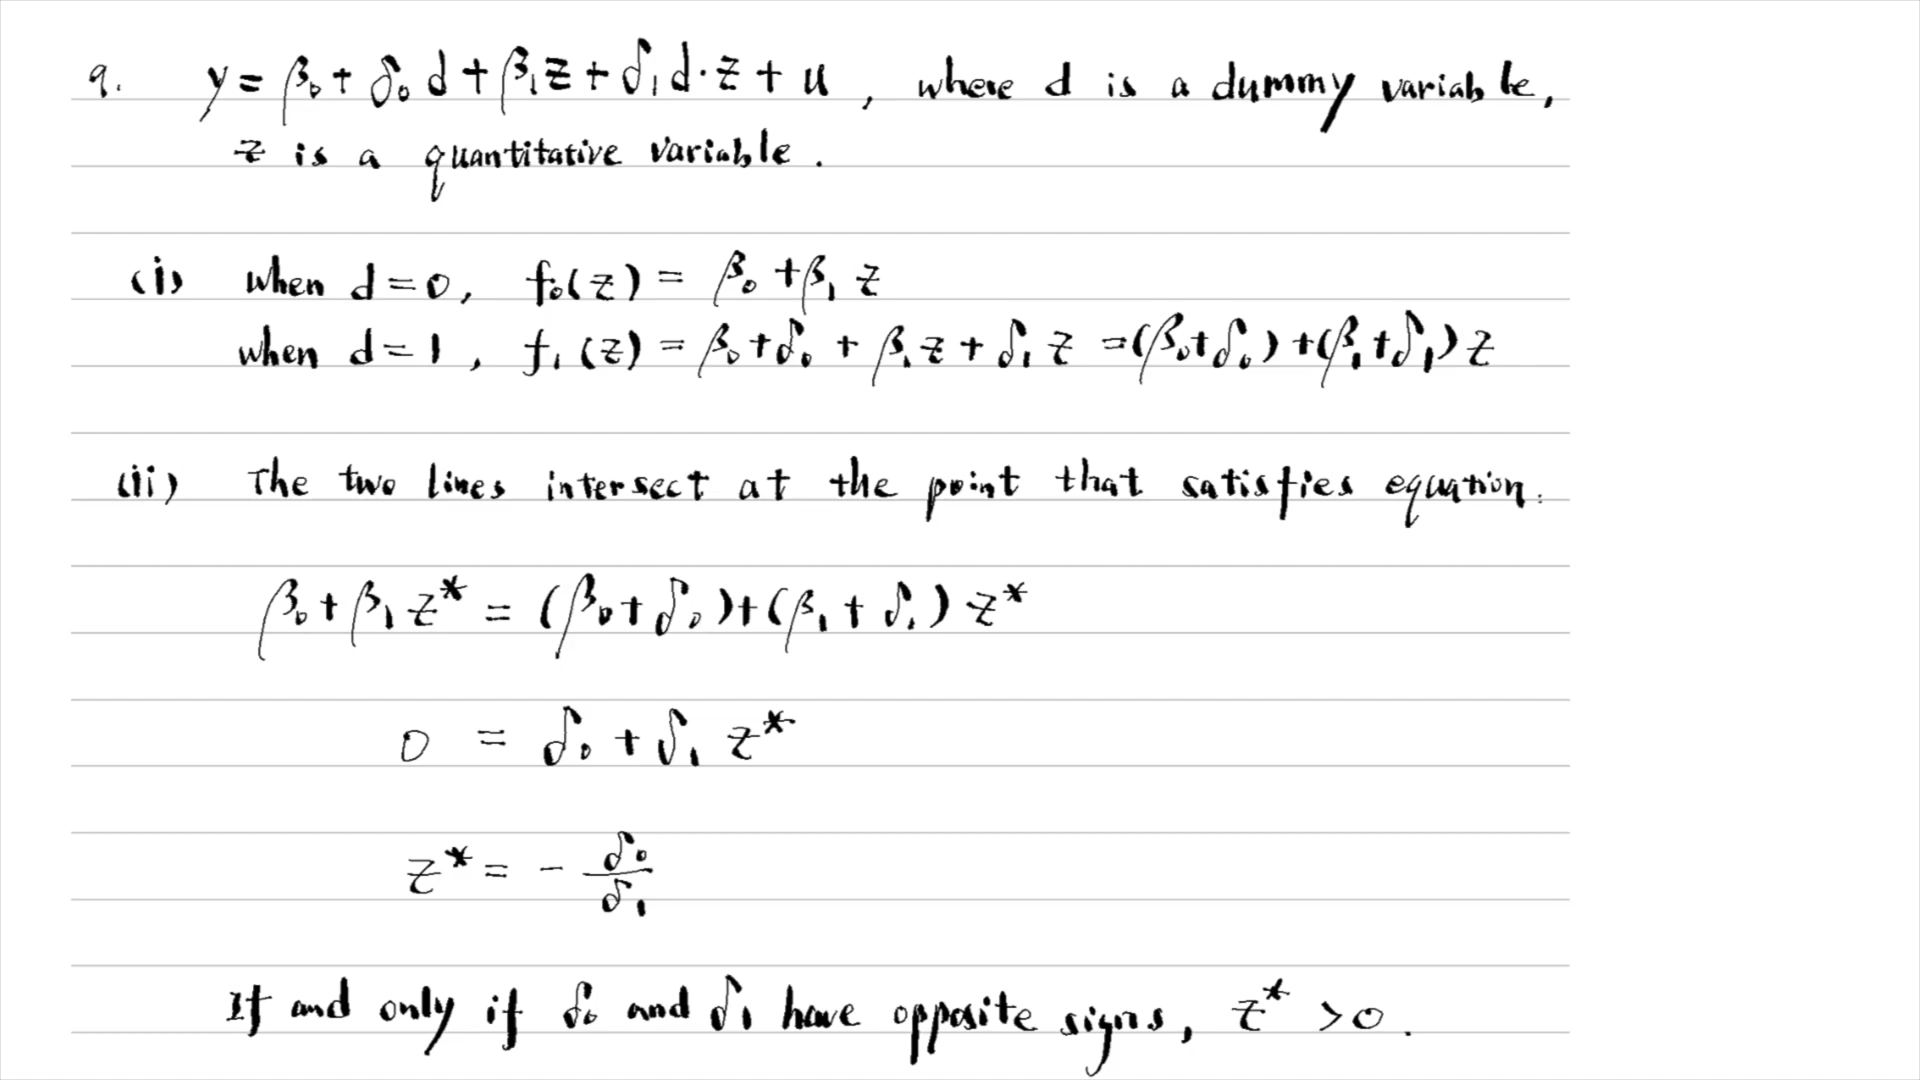 9. y = β₀ + δ₀ d + β₁ z + δ₁ d · z + u , where d is a dummy variable,
z is a quantitative variable .
(i) when d = 0, f₀(z) = β₀ + β₁ z
when d = 1 , f₁(z) = β₀ + δ₀ + β₁ z + δ₁ z = (β₀ + δ₀) + (β₁ + δ₁) z
(ii) The two lines intersect at the point that satisfies equation.
β₀ + β₁ z* = (β₀ + δ₀) + (β₁ + δ₁) z*
0 = δ₀ + δ₁ z*
z* = - δ₀/δ₁
If and only if δ₀ and δ₁ have opposite signs, z* > 0 .